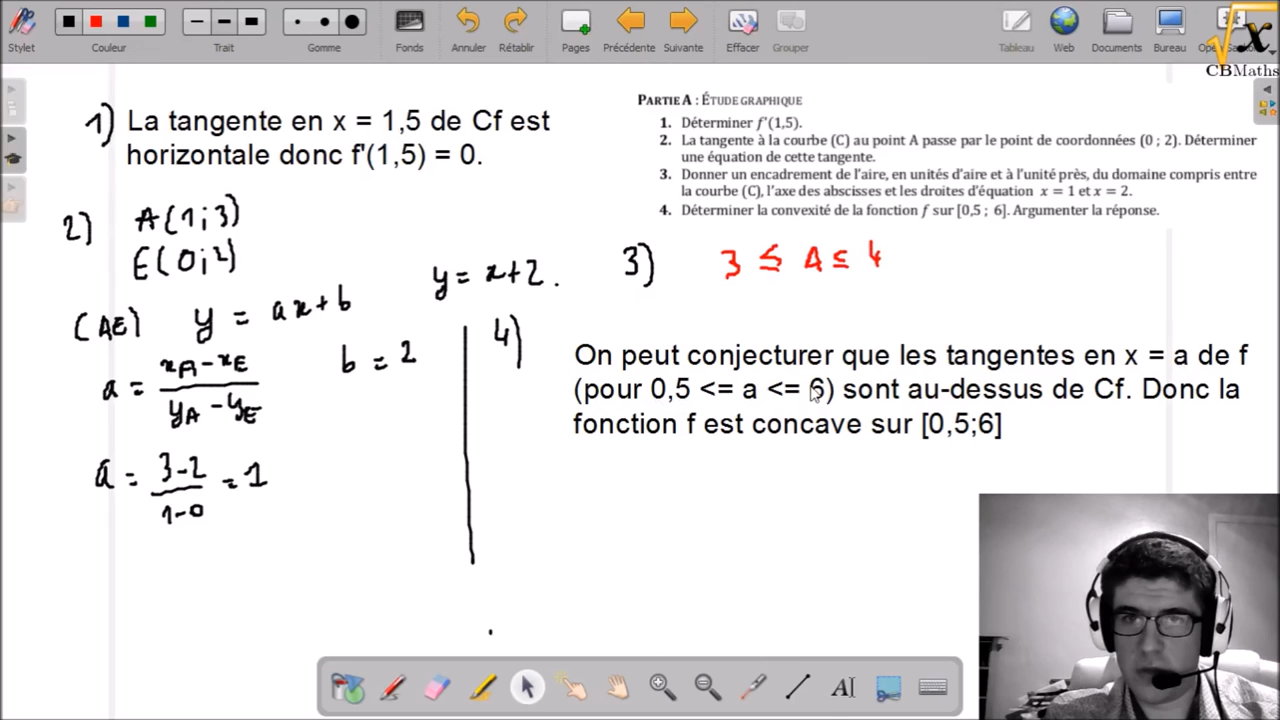 Stylet
Couleur
Trait
Gomme
Fonds
Annuler
Rétablir
Pages
Précédente
Suivante
Effacer
Grouper
Tableau
Web
Documents
Bureau
CBMaths
1) La tangente en x = 1,5 de Cf est
horizontale donc f'(1,5) = 0.
PARTIE A : ÉTUDE GRAPHIQUE
1. Déterminer f'(1,5).
2. La tangente à la courbe (C) au point A passe par le point de coordonnées (0 ; 2). Déterminer
une équation de cette tangente.
3. Donner un encadrement de l'aire, en unités d'aire et à l'unité près, du domaine compris entre
la courbe (C), l'axe des abscisses et les droites d'équation x = 1 et x = 2.
4. Déterminer la convexité de la fonction f sur [0,5 ; 6]. Argumenter la réponse.
2) A(1;3)
E(0;2)
(AE) y = ax+b
a = xA-xE / yA-yE
b = 2
a = 3-2 / 1-0 = 1
y = x+2.
3) 3 ≤ A ≤ 4
4)
On peut conjecturer que les tangentes en x = a de f
(pour 0,5 <= a <= 6) sont au-dessus de Cf. Donc la
fonction f est concave sur [0,5;6]